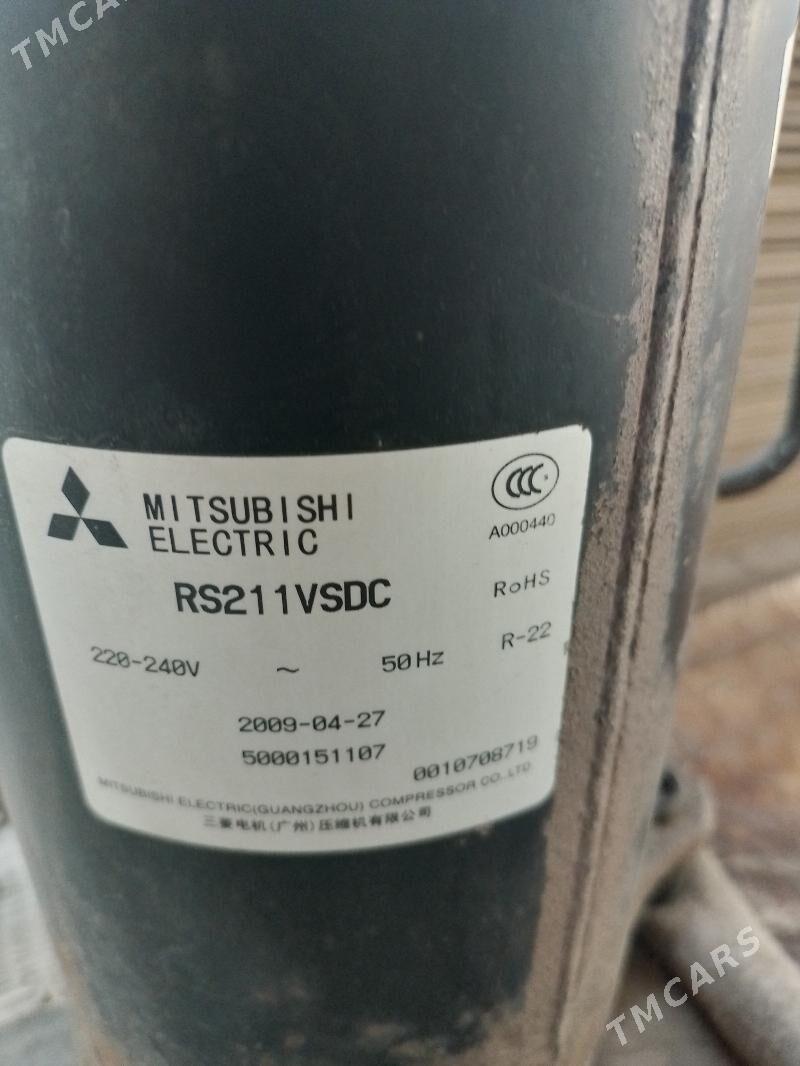 TMCARS
MITSUBISHI
ELECTRIC
CCC
A000440
RS211VSDC
RoHS
220-240V ~ 50Hz R-22
2009-04-27
5000151107
0010708719
MITSUBISHI ELECTRIC(GUANGZHOU) COMPRESSOR CO.,LTD.
三菱电机(广州)压缩机有限公司
TMCARS